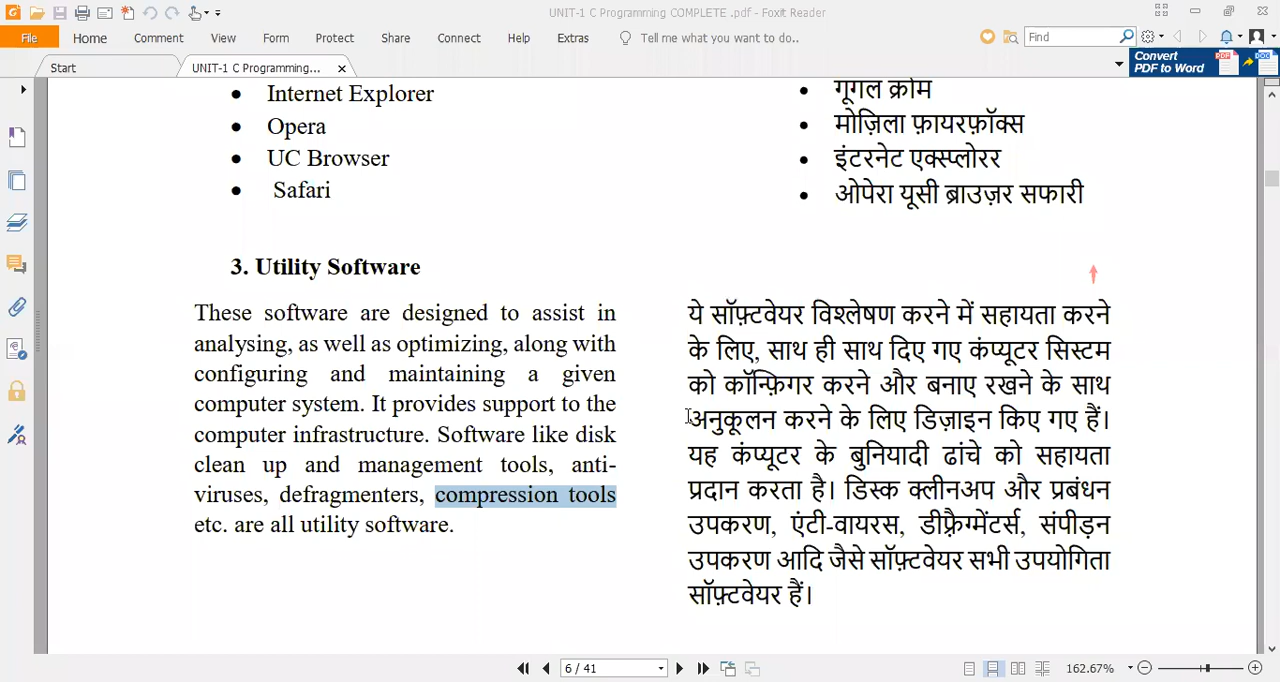 UNIT-1 C Programming COMPLETE .pdf - Foxit Reader
File Home Comment View Form Protect Share Connect Help Extras Tell me what you want to do.. Find
Start UNIT-1 C Programming...
Convert
PDF to Word
• Internet Explorer
• Opera
• UC Browser
• Safari
3. Utility Software
These software are designed to assist in
analysing, as well as optimizing, along with
configuring and maintaining a given
computer system. It provides support to the
computer infrastructure. Software like disk
clean up and management tools, anti-
viruses, defragmenters, compression tools
etc. are all utility software.
• गूगल क्रोम
• मोज़िला फ़ायरफ़ॉक्स
• इंटरनेट एक्स्प्लोरर
• ओपेरा यूसी ब्राउज़र सफारी
ये सॉफ़्टवेयर विश्लेषण करने में सहायता करने
के लिए, साथ ही साथ दिए गए कंप्यूटर सिस्टम
को कॉन्फ़िगर करने और बनाए रखने के साथ
अनुकूलन करने के लिए डिज़ाइन किए गए हैं।
यह कंप्यूटर के बुनियादी ढांचे को सहायता
प्रदान करता है। डिस्क क्लीनअप और प्रबंधन
उपकरण, एंटी-वायरस, डीफ़्रैग्मेंटर्स, संपीड़न
उपकरण आदि जैसे सॉफ़्टवेयर सभी उपयोगिता
सॉफ़्टवेयर हैं।
6 / 41 162.67%